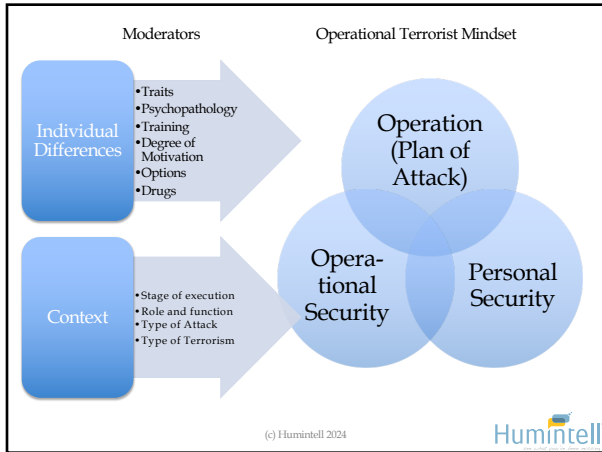 Moderators
Operational Terrorist Mindset
Individual
Differences
•Traits
•Psychopathology
•Training
•Degree of
Motivation
•Options
•Drugs
Context
•Stage of execution
•Role and function
•Type of Attack
•Type of Terrorism
Operation
(Plan of
Attack)
Opera-
tional
Security
Personal
Security
(c) Humintell 2024
Humintell